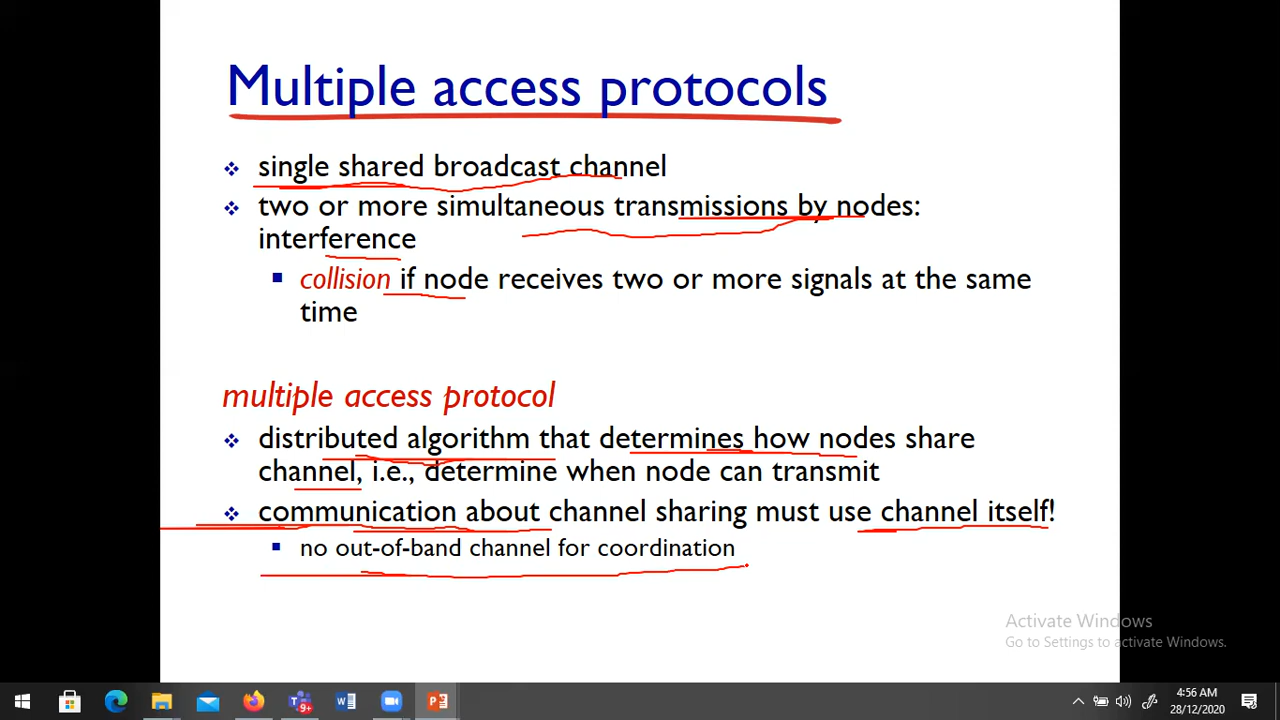 Multiple access protocols
❖ single shared broadcast channel
❖ two or more simultaneous transmissions by nodes:
interference
▪ collision if node receives two or more signals at the same
time
multiple access protocol
❖ distributed algorithm that determines how nodes share
channel, i.e., determine when node can transmit
❖ communication about channel sharing must use channel itself!
▪ no out-of-band channel for coordination
Activate Windows
Go to Settings to activate Windows.
9+
4:56 AM
28/12/2020